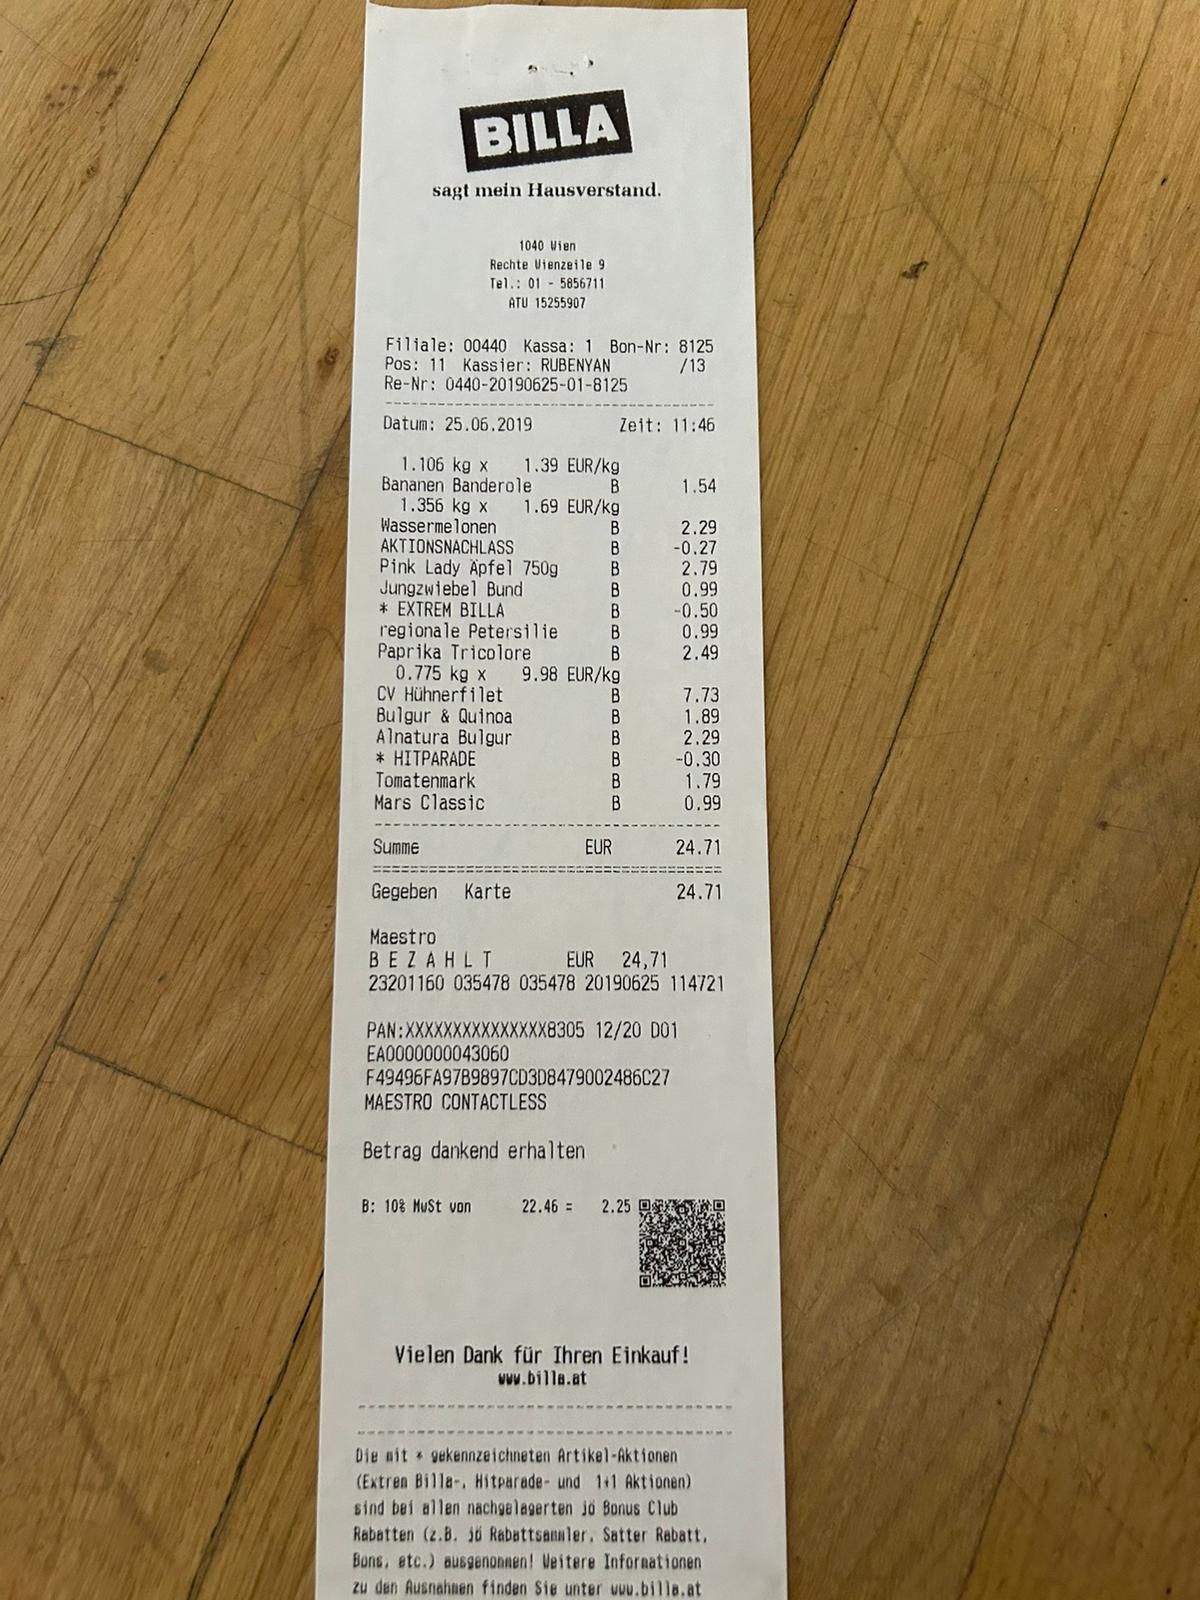 BILLA
sagt mein Hausverstand.
1040 Wien
Rechte Wienzeile 9
Tel.: 01 - 5856711
ATU 15255907
Filiale: 00440 Kassa: 1 Bon-Nr: 8125
Pos: 11 Kassier: RUBENYAN /13
Re-Nr: 0440-20190625-01-8125
Datum: 25.06.2019 Zeit: 11:46
1.106 kg x 1.39 EUR/kg
Bananen Banderole B 1.54
1.356 kg x 1.69 EUR/kg
Wassermelonen B 2.29
AKTIONSNACHLASS B -0.27
Pink Lady Äpfel 750g B 2.79
Jungzwiebel Bund B 0.99
* EXTREM BILLA B -0.50
regionale Petersilie B 0.99
Paprika Tricolore B 2.49
0.775 kg x 9.98 EUR/kg
CV Hühnerfilet B 7.73
Bulgur & Quinoa B 1.89
Alnatura Bulgur B 2.29
* HITPARADE B -0.30
Tomatenmark B 1.79
Mars Classic B 0.99
Summe EUR 24.71
Gegeben Karte 24.71
Maestro
B E Z A H L T EUR 24,71
23201160 035478 035478 20190625 114721
PAN:XXXXXXXXXXXXXXX8305 12/20 D01
EA0000000043060
F49496FA97B9897CD3D8479002486C27
MAESTRO CONTACTLESS
Betrag dankend erhalten
B: 10% MwSt von 22.46 = 2.25
Vielen Dank für Ihren Einkauf!
www.billa.at
Die mit * gekennzeichneten Artikel-Aktionen
(Extrem Billa-, Hitparade- und 1+1 Aktionen)
sind bei allen nachgelagerten jö Bonus Club
Rabatten (z.B. jö Rabattsammler, Satter Rabatt,
Bons, etc.) ausgenommen! Weitere Informationen
zu den Ausnahmen finden Sie unter www.billa.at